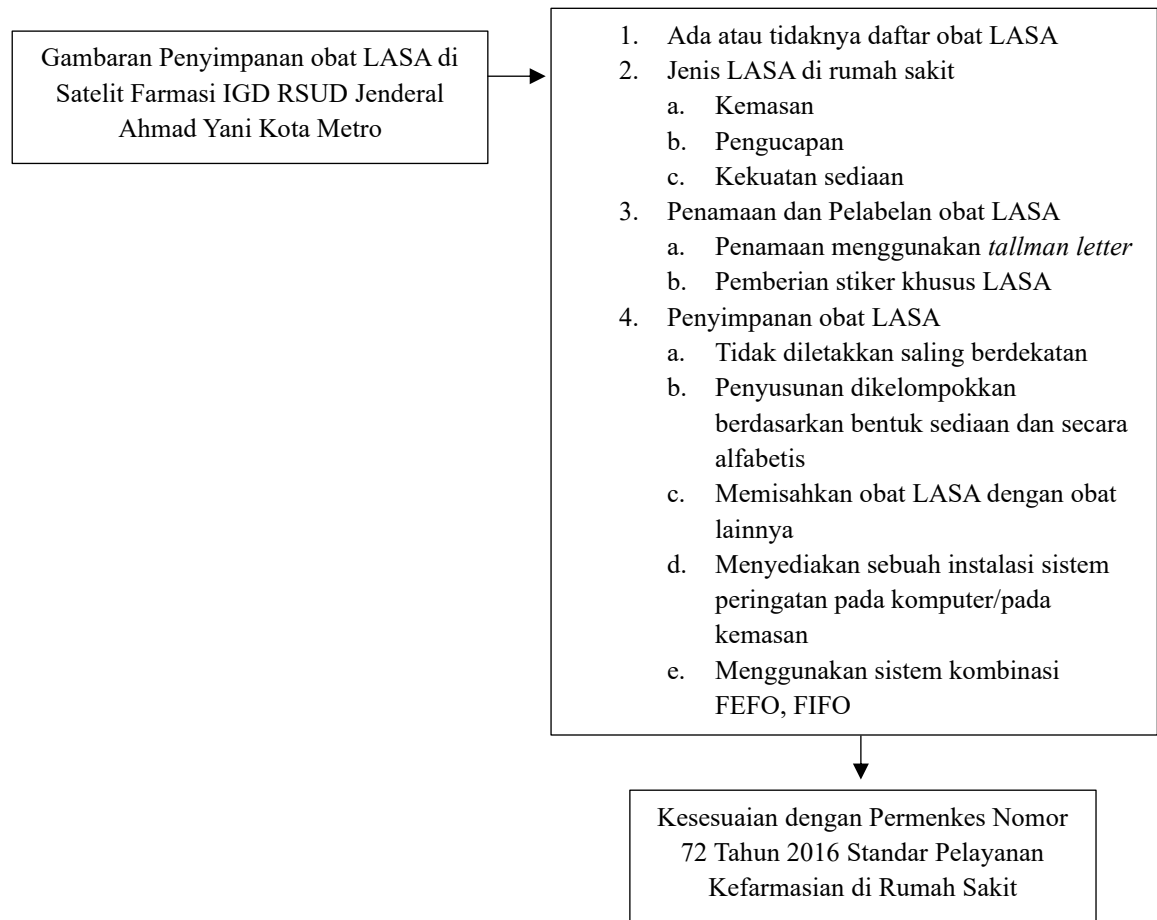 Gambaran Penyimpanan obat LASA di
Satelit Farmasi IGD RSUD Jenderal
Ahmad Yani Kota Metro
1. Ada atau tidaknya daftar obat LASA
2. Jenis LASA di rumah sakit
a. Kemasan
b. Pengucapan
c. Kekuatan sediaan
3. Penamaan dan Pelabelan obat LASA
a. Penamaan menggunakan tallman letter
b. Pemberian stiker khusus LASA
4. Penyimpanan obat LASA
a. Tidak diletakkan saling berdekatan
b. Penyusunan dikelompokkan
berdasarkan bentuk sediaan dan secara
alfabetis
c. Memisahkan obat LASA dengan obat
lainnya
d. Menyediakan sebuah instalasi sistem
peringatan pada komputer/pada
kemasan
e. Menggunakan sistem kombinasi
FEFO, FIFO
Kesesuaian dengan Permenkes Nomor
72 Tahun 2016 Standar Pelayanan
Kefarmasian di Rumah Sakit